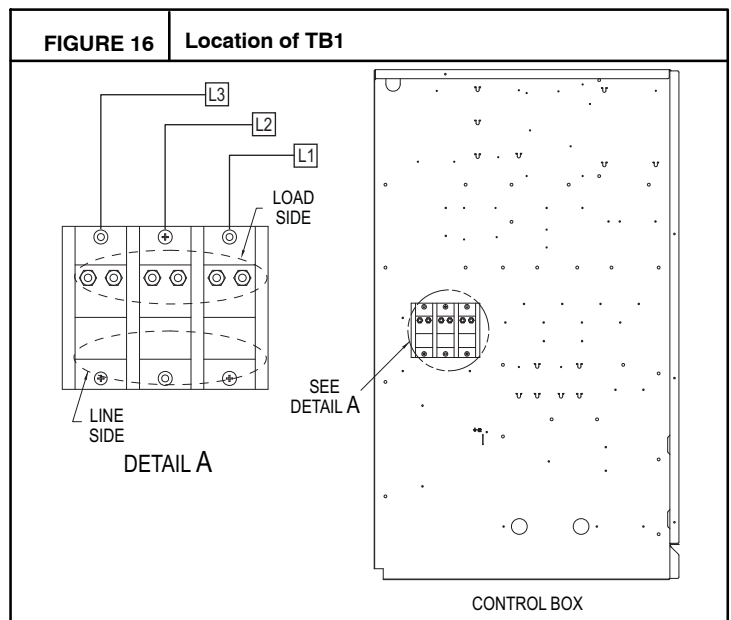 FIGURE 16 Location of TB1
L3
L2
L1
LOAD
SIDE
LINE
SIDE
DETAIL A
SEE
DETAIL A
CONTROL BOX